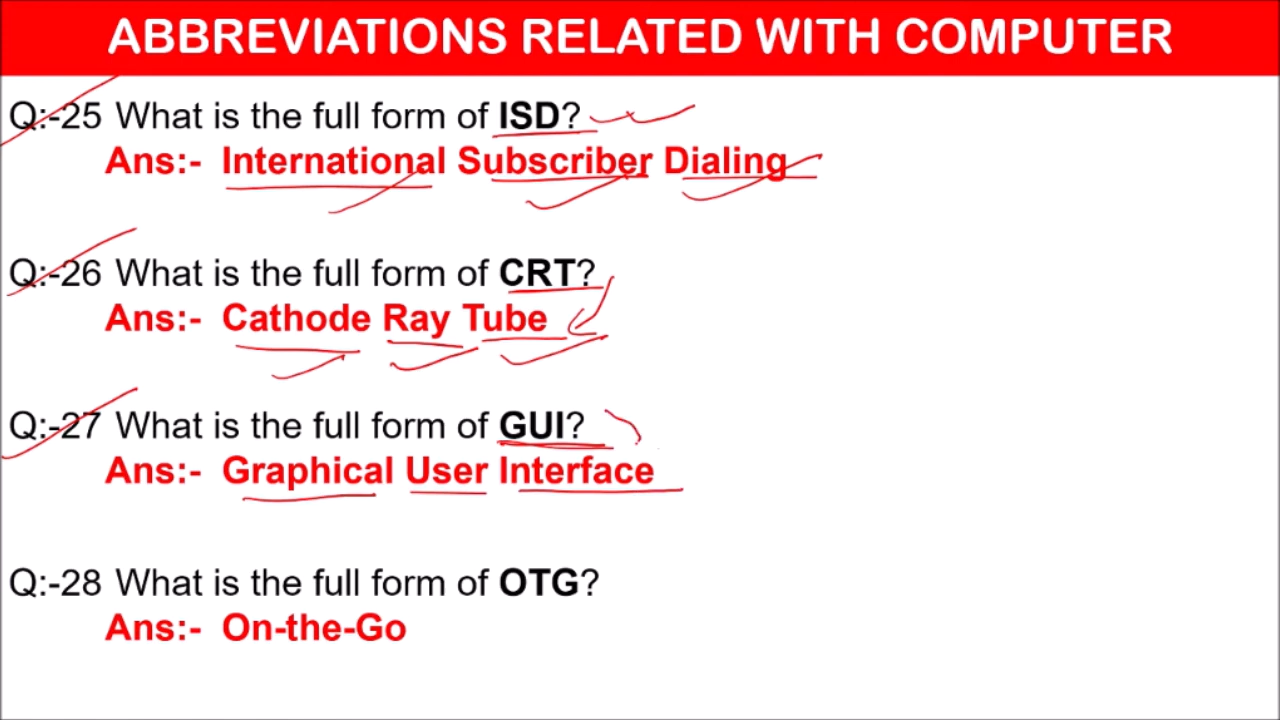 ABBREVIATIONS RELATED WITH COMPUTER
Q:-25 What is the full form of ISD?
Ans:- International Subscriber Dialing
Q:-26 What is the full form of CRT?
Ans:- Cathode Ray Tube
Q:-27 What is the full form of GUI?
Ans:- Graphical User Interface
Q:-28 What is the full form of OTG?
Ans:- On-the-Go